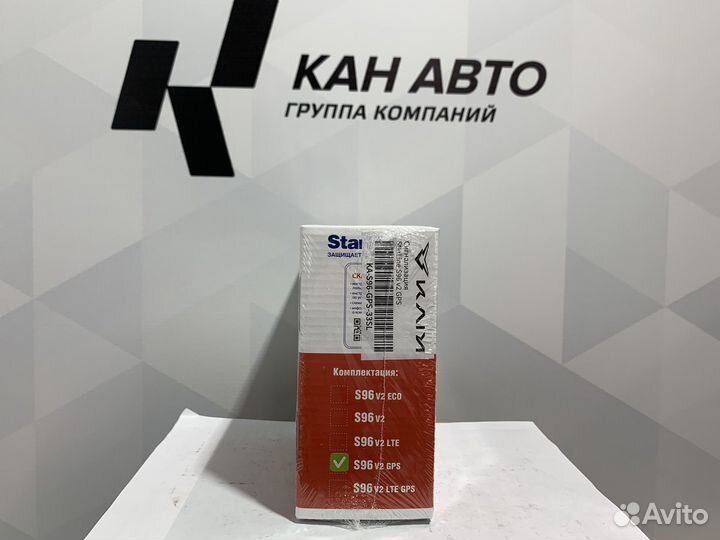 КАН АВТО
ГРУППА КОМПАНИЙ
Star
ЗАЩИЩАЕТ
Сигнализация
StarLine S96 v2 GPS
KA-S96-GPS-33SL
Комплектация:
S96 V2 ECO
S96 V2
S96 V2 LTE
S96 V2 GPS
S96 V2 LTE GPS
Avito